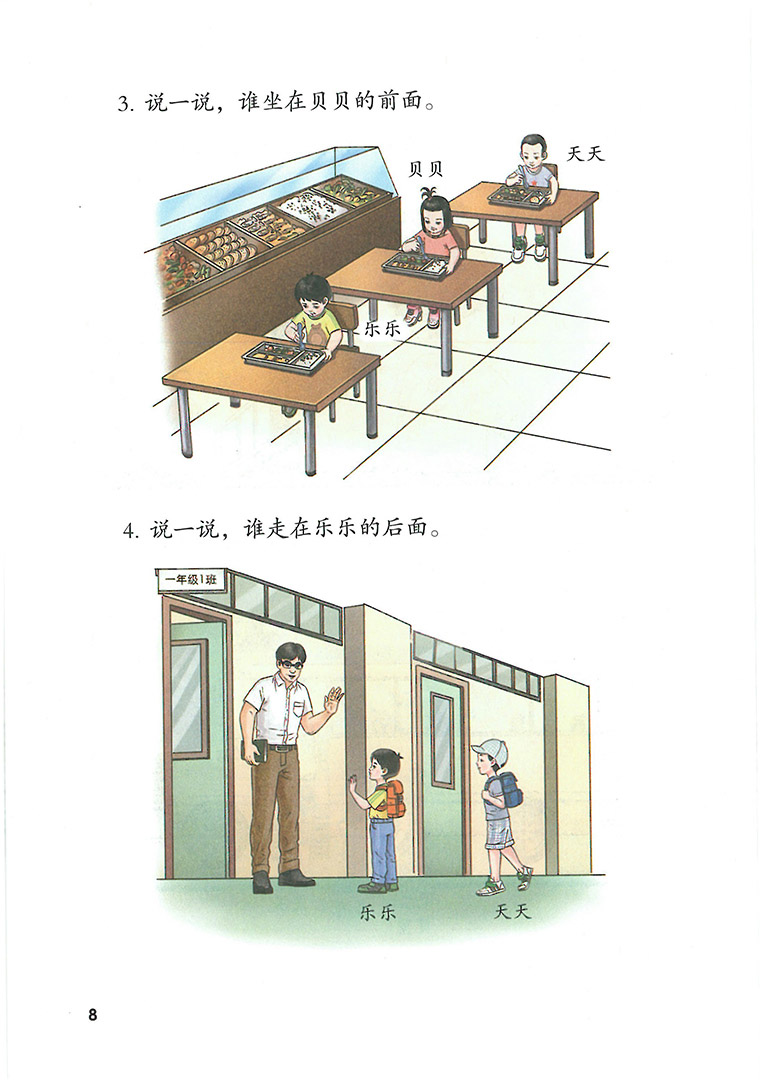 3. 说一说，谁坐在贝贝的前面。
天天
贝贝
乐乐
4. 说一说，谁走在乐乐的后面。
一年级1班
乐乐
天天
8